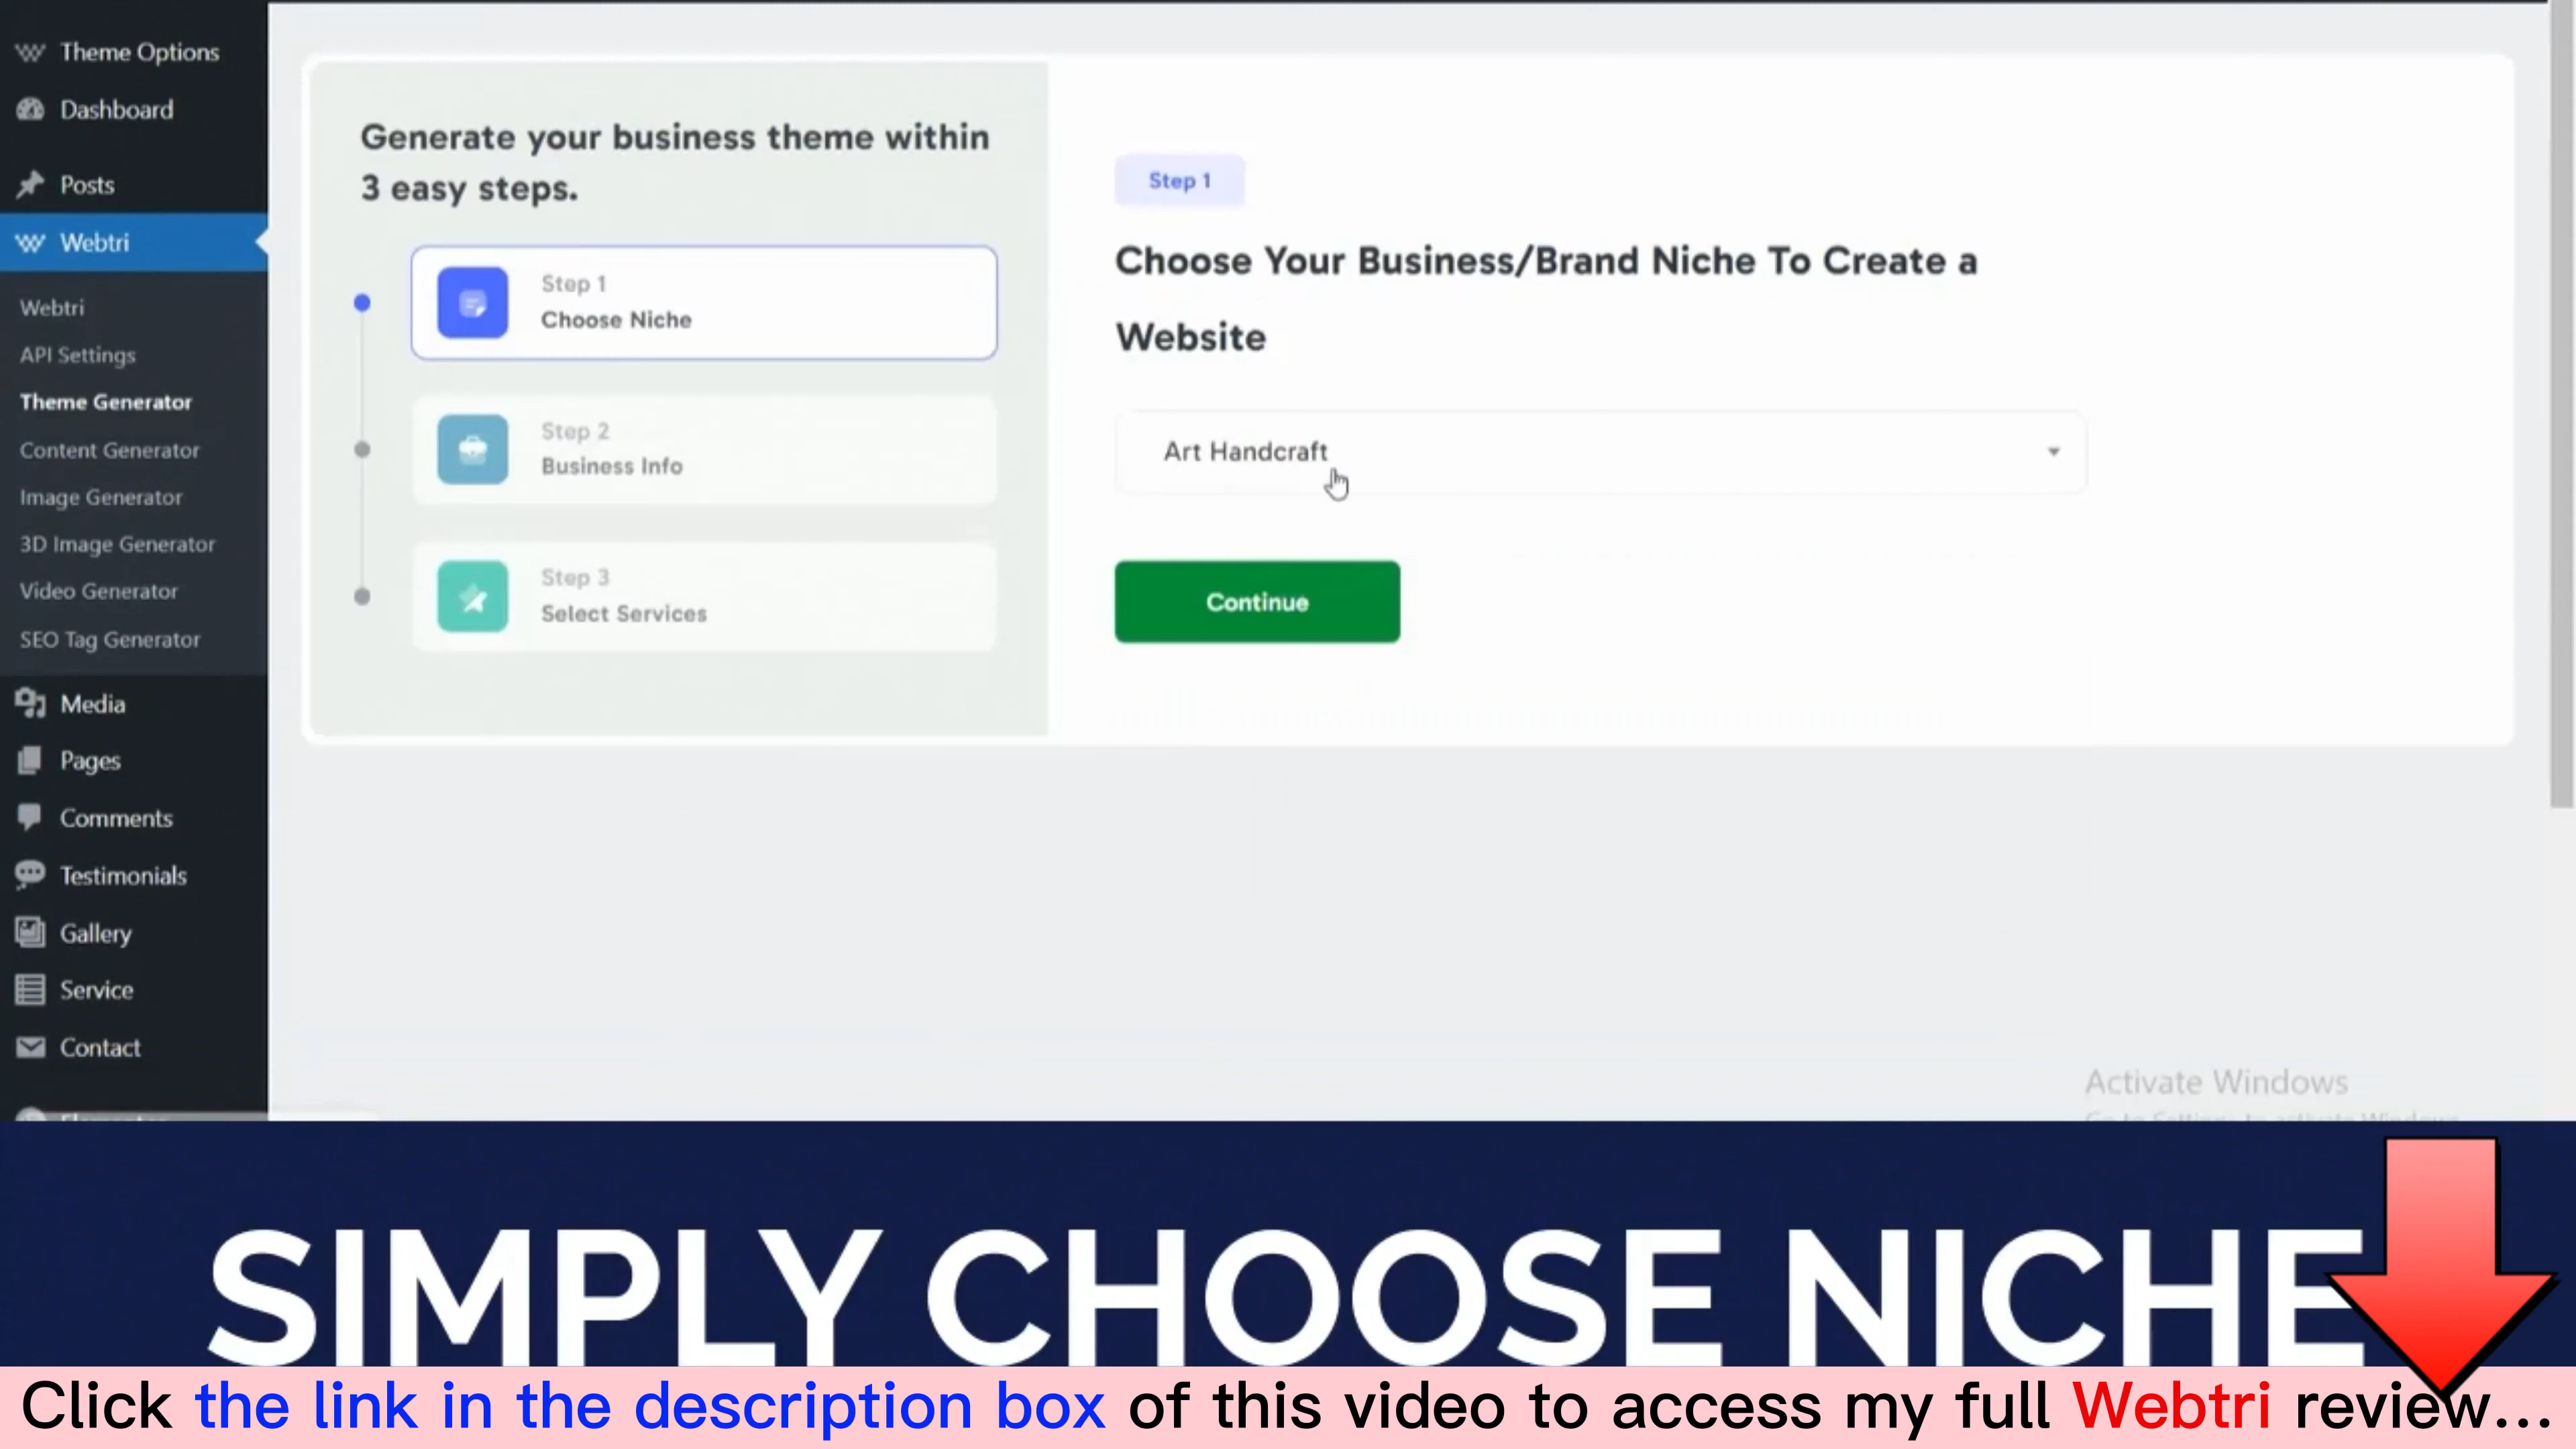 Theme Options
Dashboard
Posts
Webtri
Webtri
API Settings
Theme Generator
Content Generator
Image Generator
3D Image Generator
Video Generator
SEO Tag Generator
Media
Pages
Comments
Testimonials
Gallery
Service
Contact
Generate your business theme within
3 easy steps.
Step 1
Choose Niche
Step 2
Business Info
Step 3
Select Services
Step 1
Choose Your Business/Brand Niche To Create a
Website
Art Handcraft
Continue
Activate Windows
SIMPLY CHOOSE NICHE
Click the link in the description box of this video to access my full Webtri review...